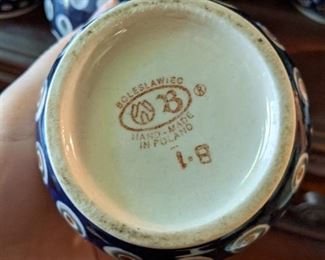 BOLESLAWIEC
B ®
HAND-MADE
IN POLAND
B.1